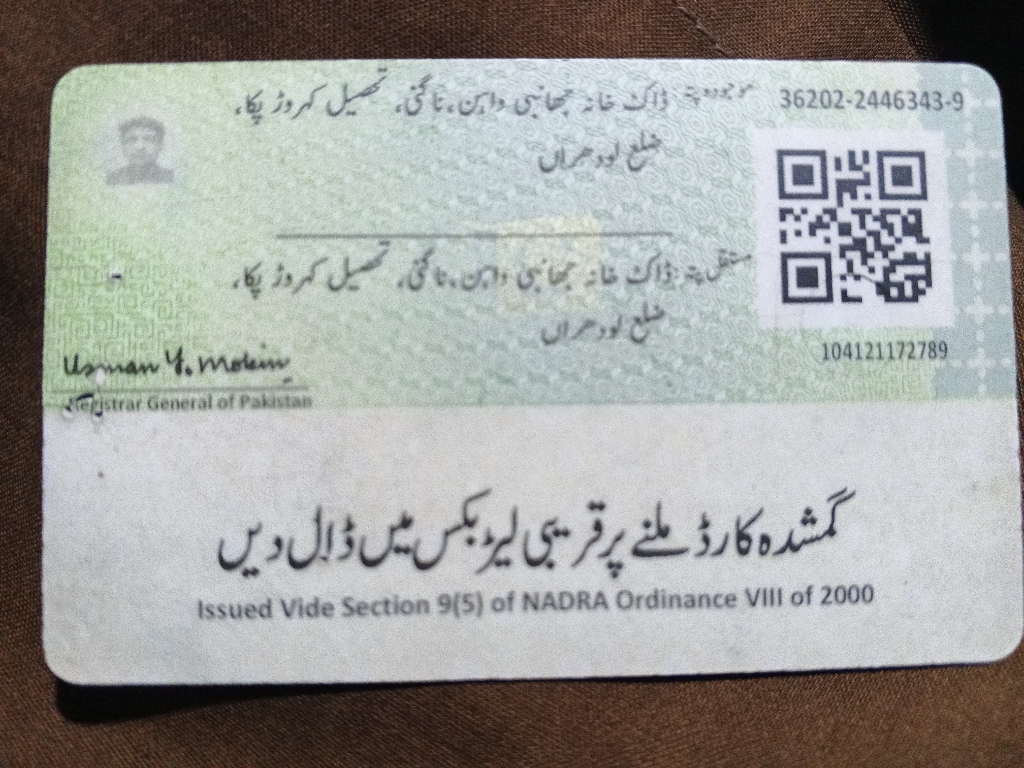 موجودہ پتہ: ڈاک خانہ جھانبی واہن، ناگنی، تحصیل کہروڑ پکا،
ضلع لودھراں
36202-2446343-9
مستقل پتہ: ڈاک خانہ جھانبی واہن، ناگنی، تحصیل کہروڑ پکا،
ضلع لودھراں
104121172789
Usman Y. Mobin
Registrar General of Pakistan
گمشدہ کارڈ ملنے پر قریبی لیٹر بکس میں ڈال دیں
Issued Vide Section 9(5) of NADRA Ordinance VIII of 2000